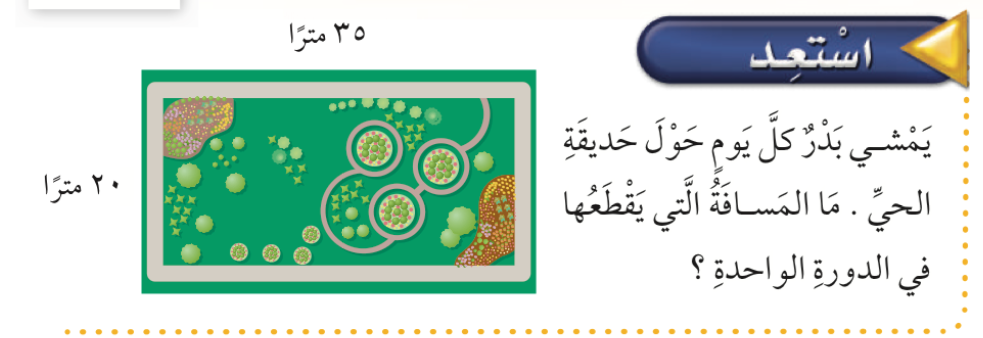 اسْتَعِد
٣٥ مترًا
٢٠ مترًا
يَمْشـي بَدْرٌ كلَّ يَومٍ حَوْلَ حَديقَةِ
الحيِّ . مَا المَسـافَةُ الَّتي يَقْطَعُها
في الدورةِ الواحدةِ ؟